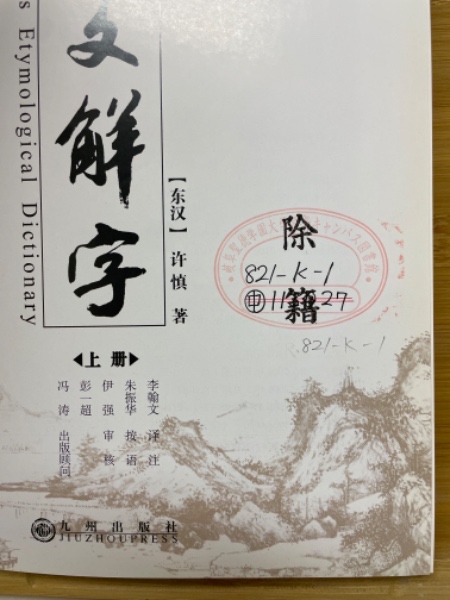 s Etymological Dictionary
文解字
【东汉】许慎 著
上册
李翰文 译注
朱振华 按语
伊强 审核
彭一超
冯涛 出版顾问
九州出版社
JIUZHOUPRESS
除籍
821-K-1
821-K-1